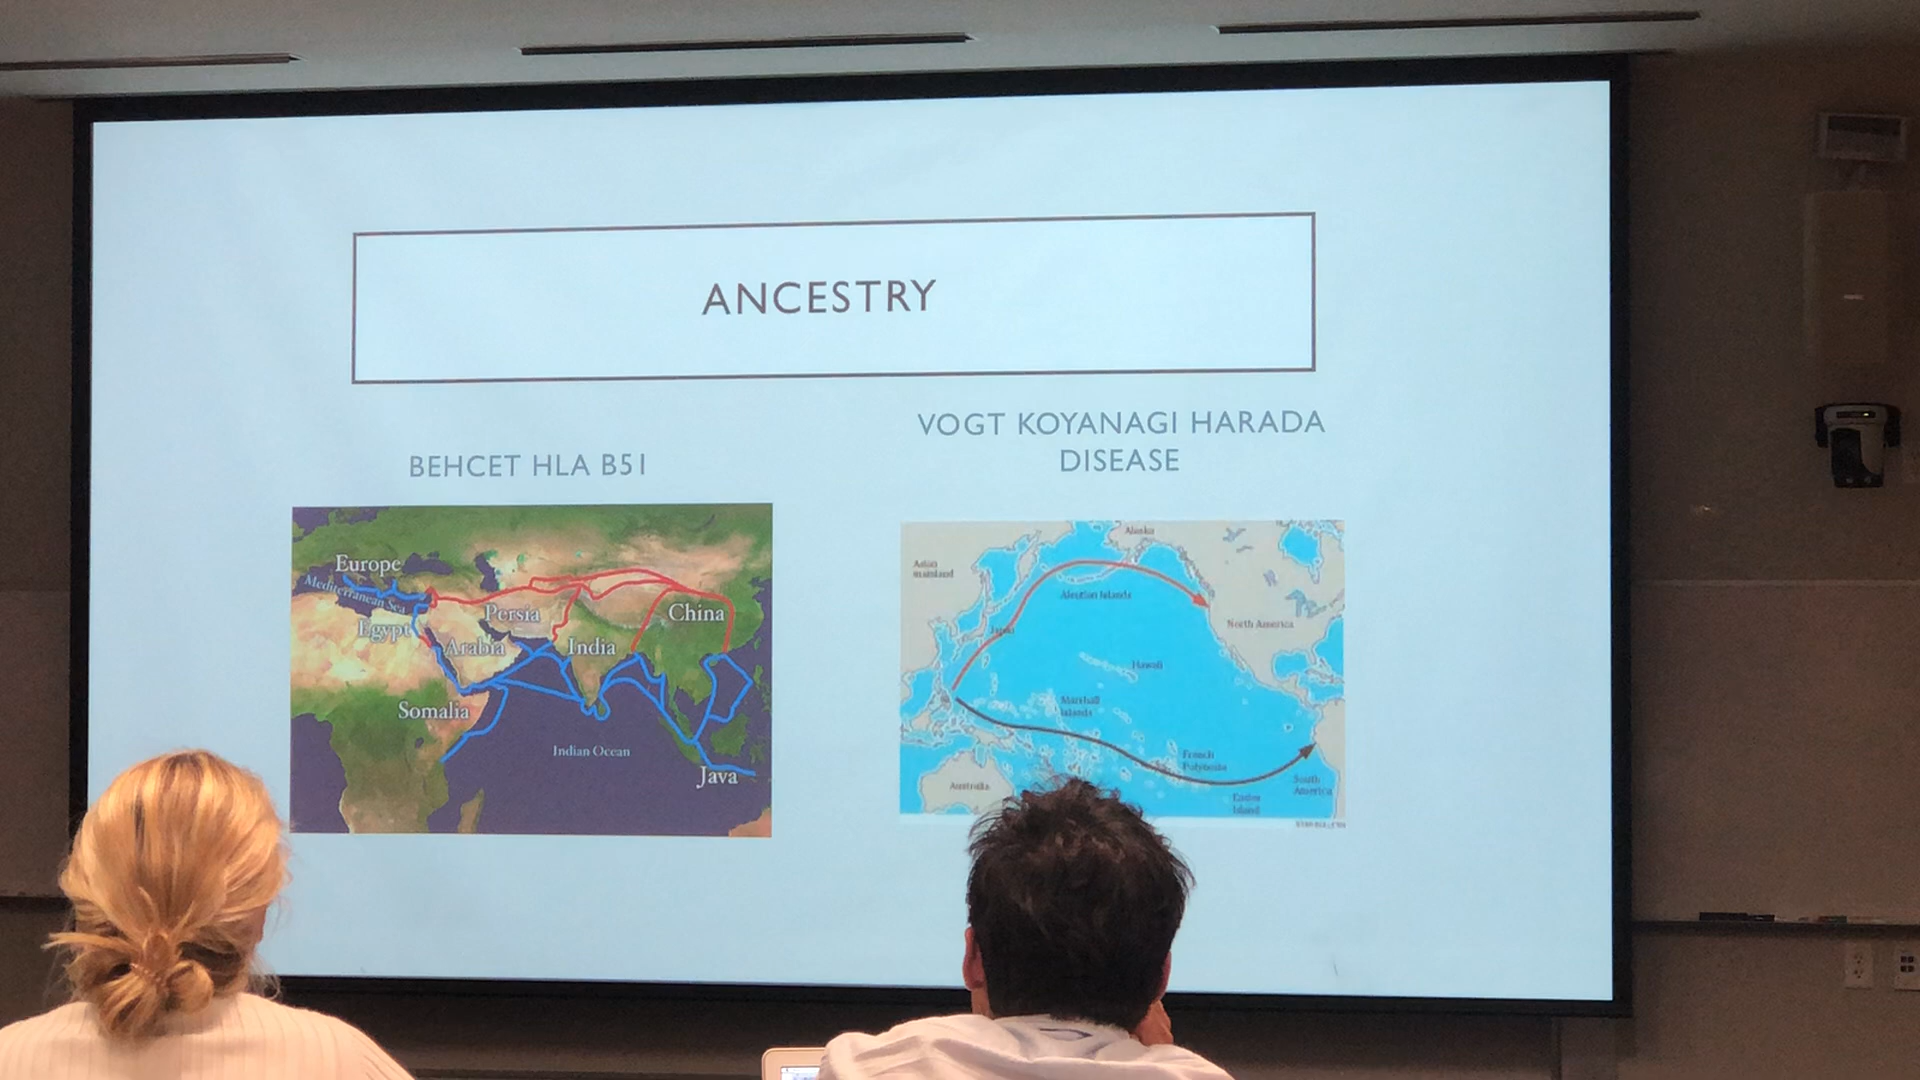 ANCESTRY
BEHCET HLA B51
VOGT KOYANAGI HARADA
DISEASE
Europe
Mediterranean Sea
Egypt
Persia
Arabia
India
China
Somalia
Indian Ocean
Java
Alaska
Asian
mainland
Aleutian Islands
Japan
North America
Hawaii
Marshall
Islands
French
Polynesia
Australia
Easter
Island
South
America